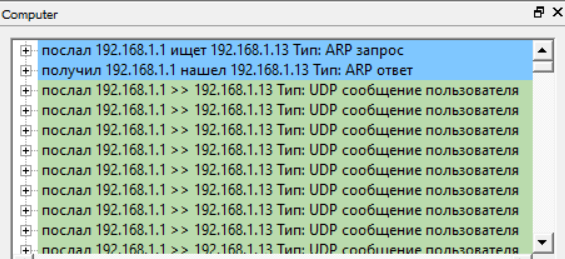 Computer
послал 192.168.1.1 ищет 192.168.1.13 Тип: ARP запрос
получил 192.168.1.1 нашел 192.168.1.13 Тип: ARP ответ
послал 192.168.1.1 >> 192.168.1.13 Тип: UDP сообщение пользователя
послал 192.168.1.1 >> 192.168.1.13 Тип: UDP сообщение пользователя
послал 192.168.1.1 >> 192.168.1.13 Тип: UDP сообщение пользователя
послал 192.168.1.1 >> 192.168.1.13 Тип: UDP сообщение пользователя
послал 192.168.1.1 >> 192.168.1.13 Тип: UDP сообщение пользователя
послал 192.168.1.1 >> 192.168.1.13 Тип: UDP сообщение пользователя
послал 192.168.1.1 >> 192.168.1.13 Тип: UDP сообщение пользователя
послал 192.168.1.1 >> 192.168.1.13 Тип: UDP сообщение пользователя
послал 192.168.1.1 >> 192.168.1.13 Тип: UDP сообщение пользователя